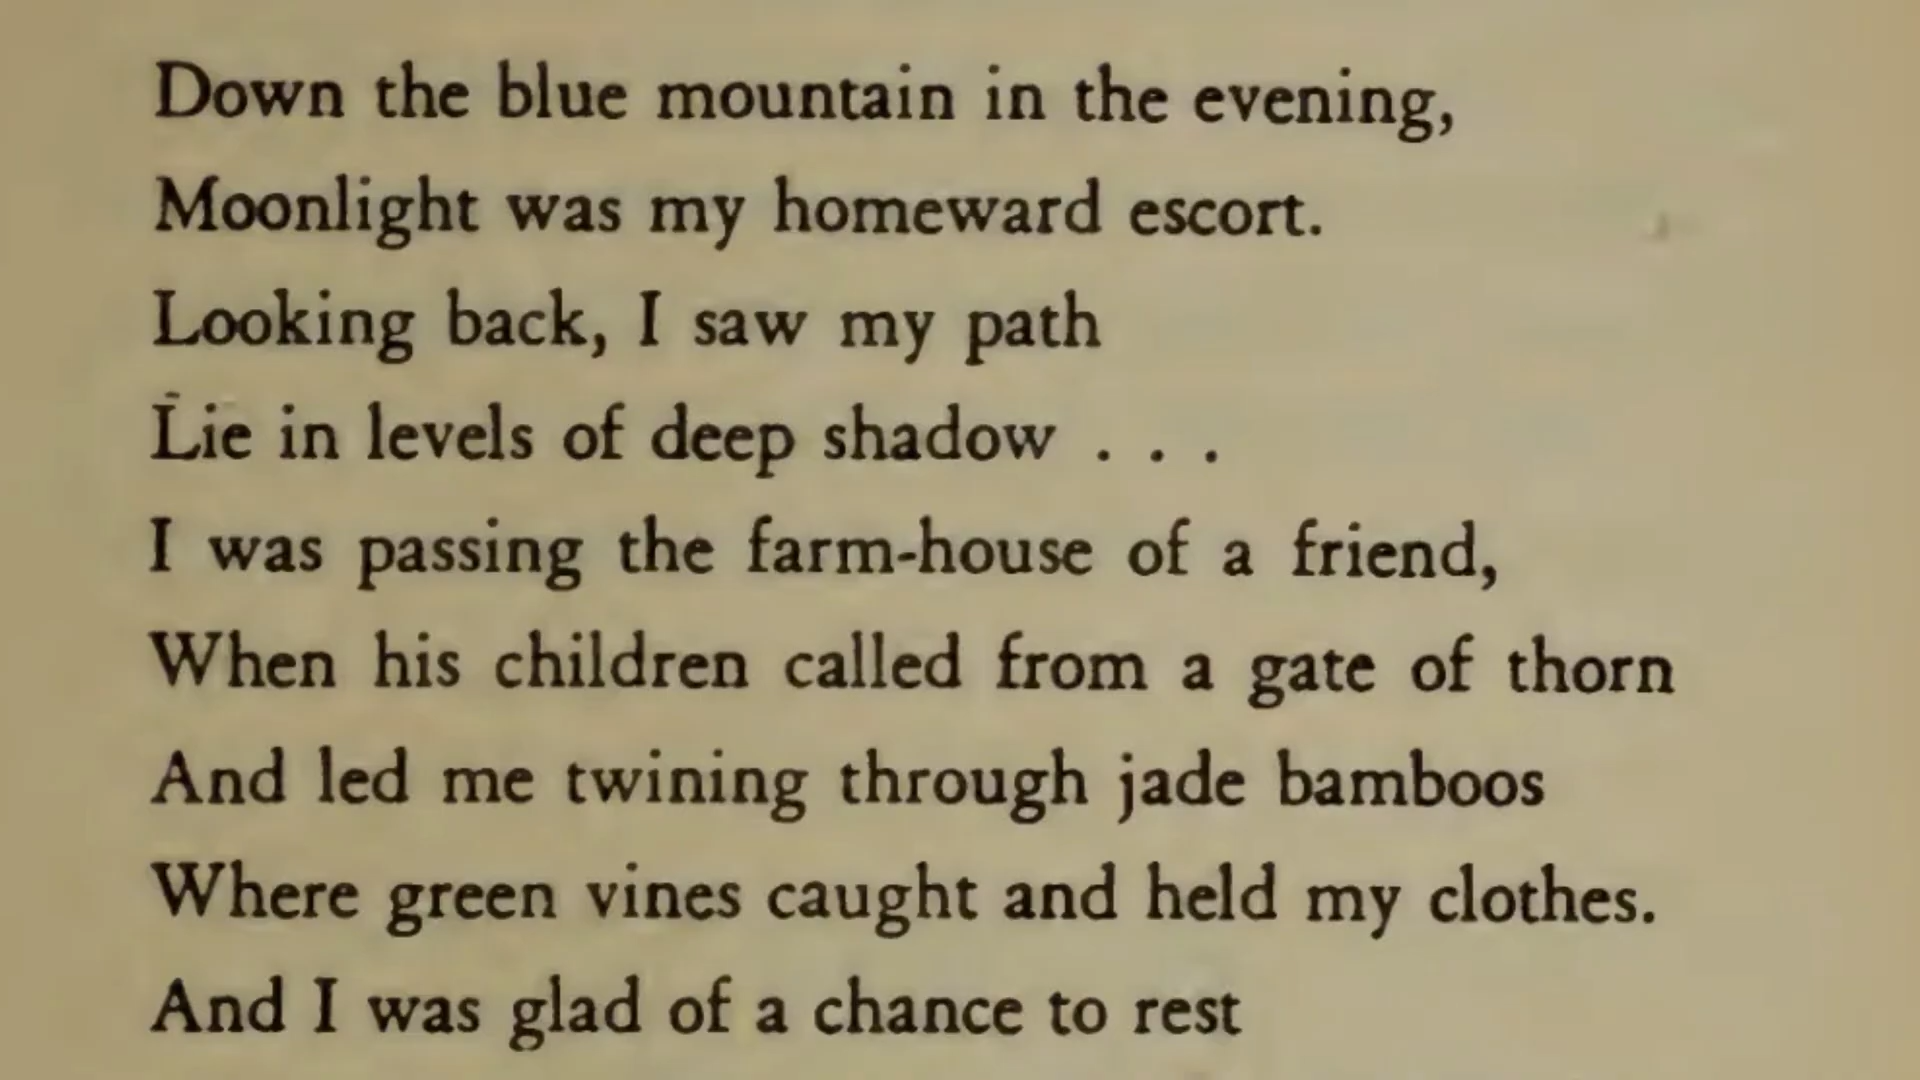 Down the blue mountain in the evening,
Moonlight was my homeward escort.
Looking back, I saw my path
Lie in levels of deep shadow . . .
I was passing the farm-house of a friend,
When his children called from a gate of thorn
And led me twining through jade bamboos
Where green vines caught and held my clothes.
And I was glad of a chance to rest